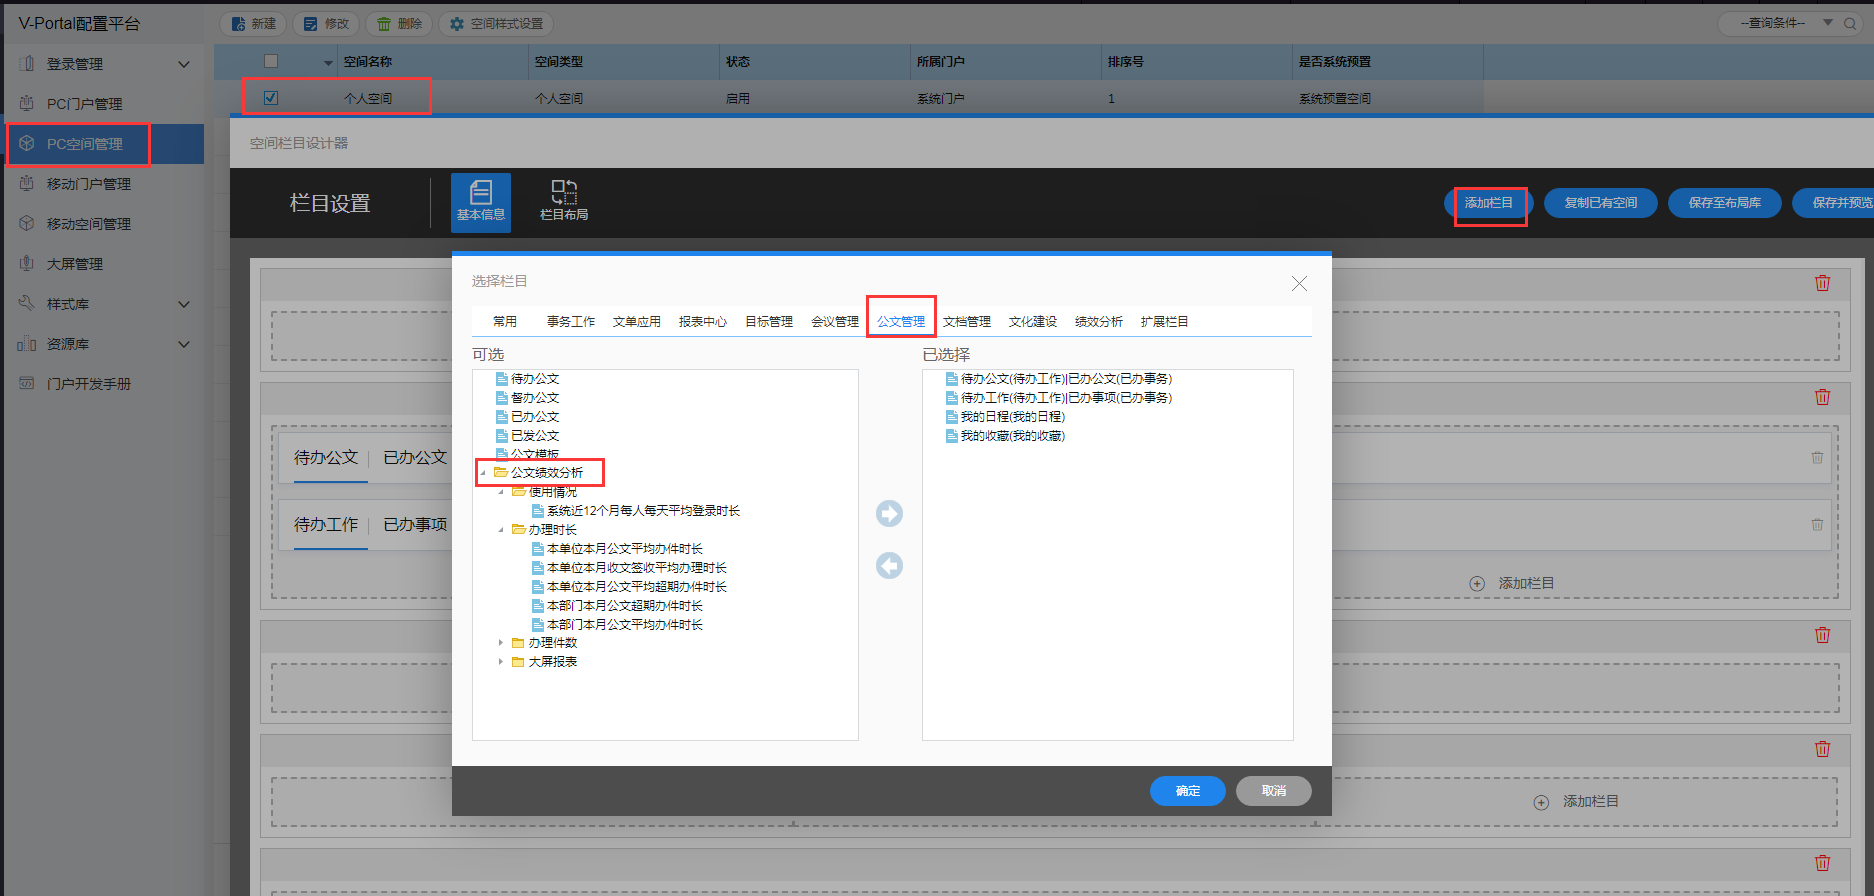 V-Portal配置平台
新建
修改
删除
空间样式设置
--查询条件--
登录管理
PC门户管理
PC空间管理
移动门户管理
移动空间管理
大屏管理
样式库
资源库
门户开发手册
空间名称
空间类型
状态
所属门户
排序号
是否系统预置
个人空间
个人空间
启用
系统门户
1
系统预置空间
空间栏目设计器
栏目设置
基本信息
栏目布局
添加栏目
复制已有空间
保存至布局库
保存并预览
待办公文
已办公文
待办工作
已办事项
添加栏目
添加栏目
选择栏目
常用
事务工作
文单应用
报表中心
目标管理
会议管理
公文管理
文档管理
文化建设
绩效分析
扩展栏目
可选
待办公文
督办公文
已办公文
已发公文
公文模板
公文绩效分析
使用情况
系统近12个月每人每天平均登录时长
办理时长
本单位本月公文平均办件时长
本单位本月收文签收平均办理时长
本单位本月公文平均超期办件时长
本部门本月公文超期办件时长
本部门本月公文平均办件时长
办理件数
大屏报表
已选择
待办公文(待办工作)|已办公文(已办事务)
待办工作(待办工作)|已办事项(已办事务)
我的日程(我的日程)
我的收藏(我的收藏)
确定
取消